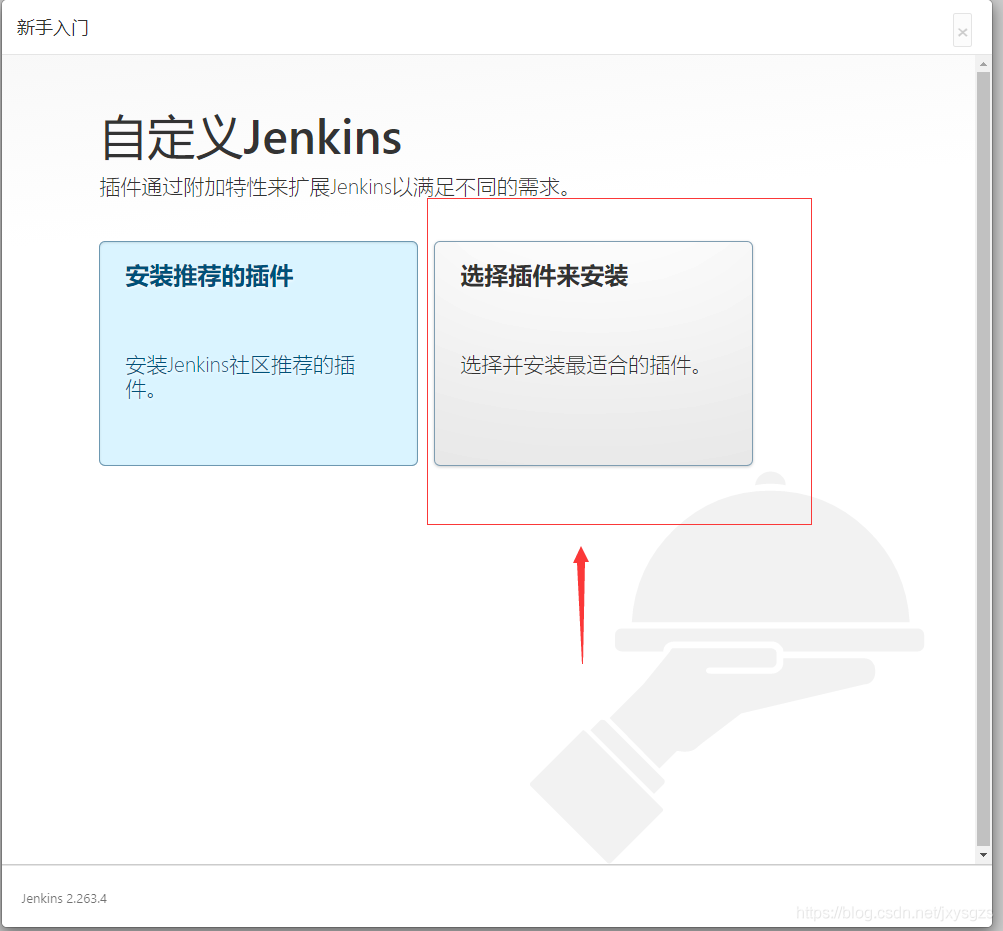 新手入门
×
自定义Jenkins
插件通过附加特性来扩展Jenkins以满足不同的需求。
安装推荐的插件
安装Jenkins社区推荐的插
件。
选择插件来安装
选择并安装最适合的插件。
Jenkins 2.263.4
https://blog.csdn.net/jxysgzs